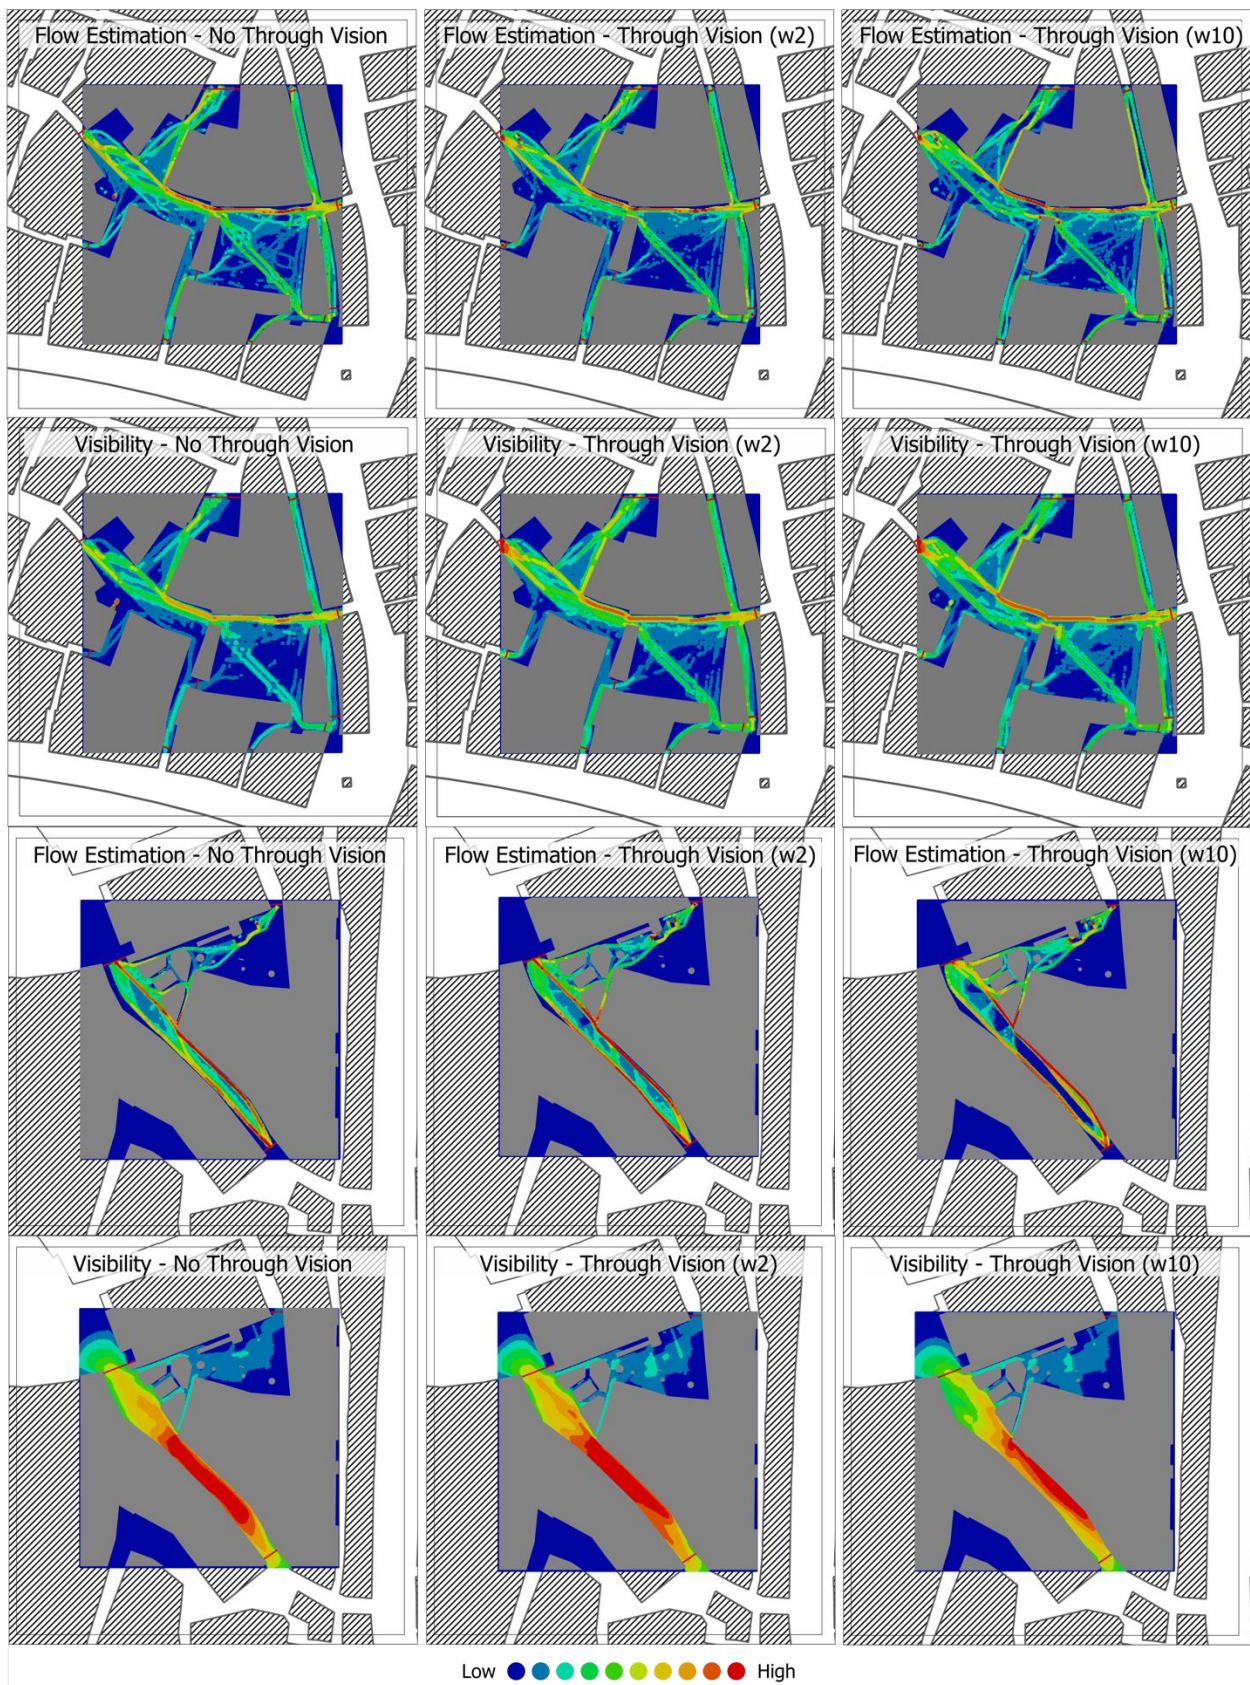 Flow Estimation - No Through Vision
Flow Estimation - Through Vision (w2)
Flow Estimation - Through Vision (w10)
Visibility - No Through Vision
Visibility - Through Vision (w2)
Visibility - Through Vision (w10)
Flow Estimation - No Through Vision
Flow Estimation - Through Vision (w2)
Flow Estimation - Through Vision (w10)
Visibility - No Through Vision
Visibility - Through Vision (w2)
Visibility - Through Vision (w10)
Low High